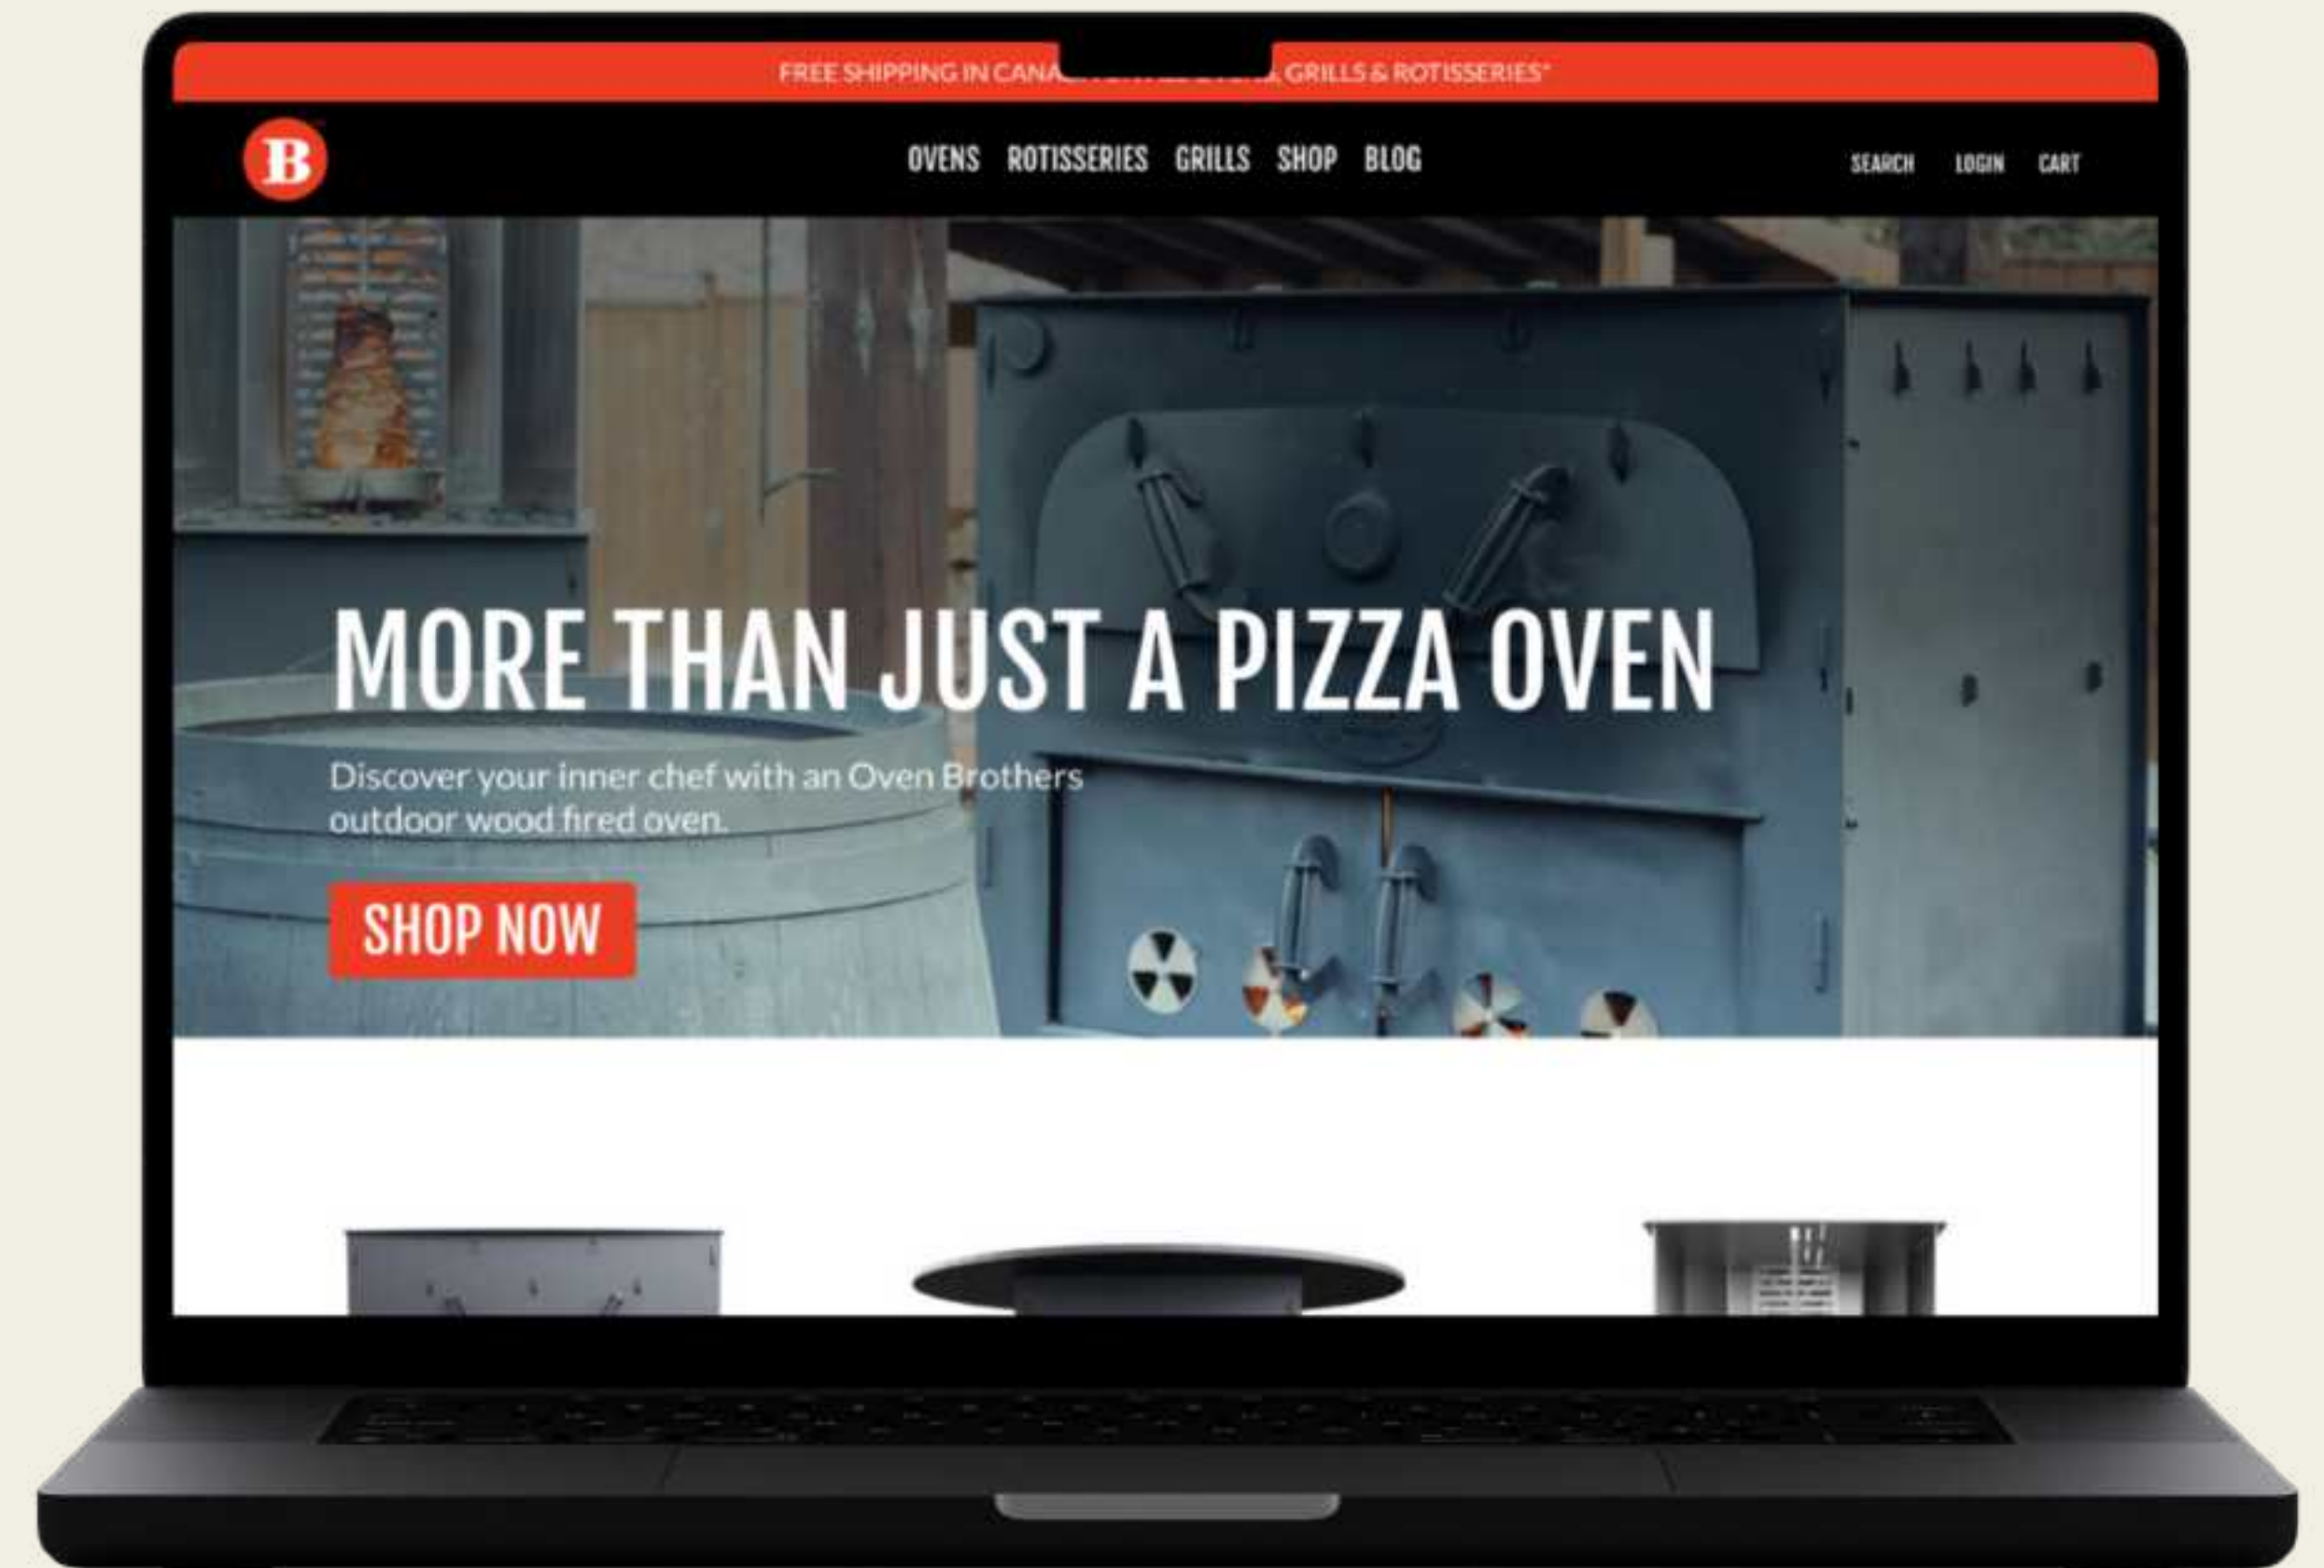 FREE SHIPPING IN CANA , GRILLS & ROTISSERIES*
B
OVENS ROTISSERIES GRILLS SHOP BLOG
SEARCH LOGIN CART
MORE THAN JUST A PIZZA OVEN
Discover your inner chef with an Oven Brothers
outdoor wood fired oven.
SHOP NOW